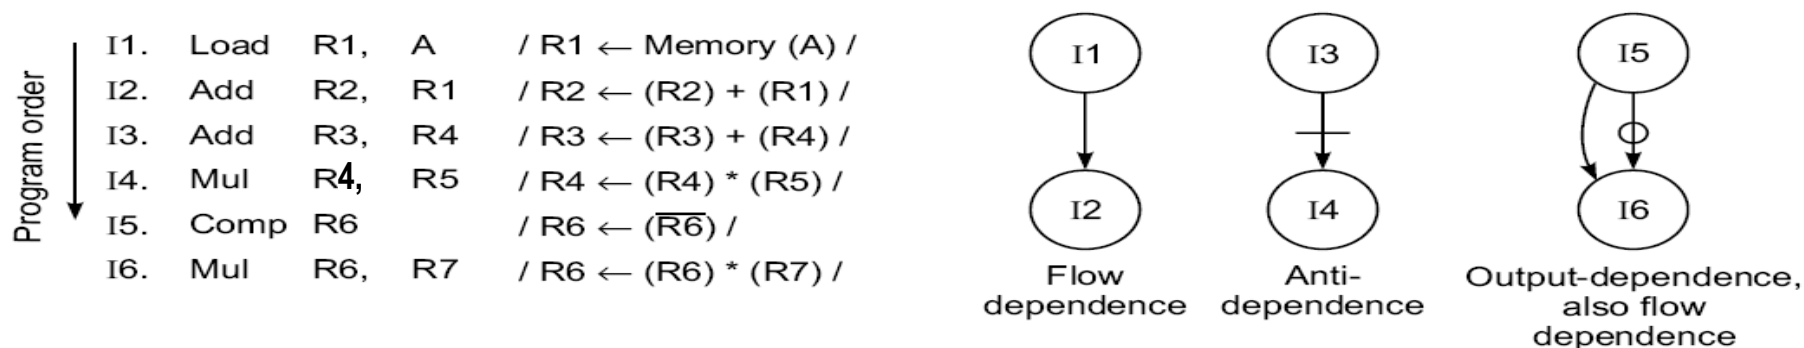 Program order
I1. Load R1, A / R1 ← Memory (A) /
I2. Add R2, R1 / R2 ← (R2) + (R1) /
I3. Add R3, R4 / R3 ← (R3) + (R4) /
I4. Mul R4, R5 / R4 ← (R4) * (R5) /
I5. Comp R6 / R6 ← (R̅6̅) /
I6. Mul R6, R7 / R6 ← (R6) * (R7) /
I1
I2
Flow
dependence
I3
I4
Anti-
dependence
I5
I6
Output-dependence,
also flow
dependence